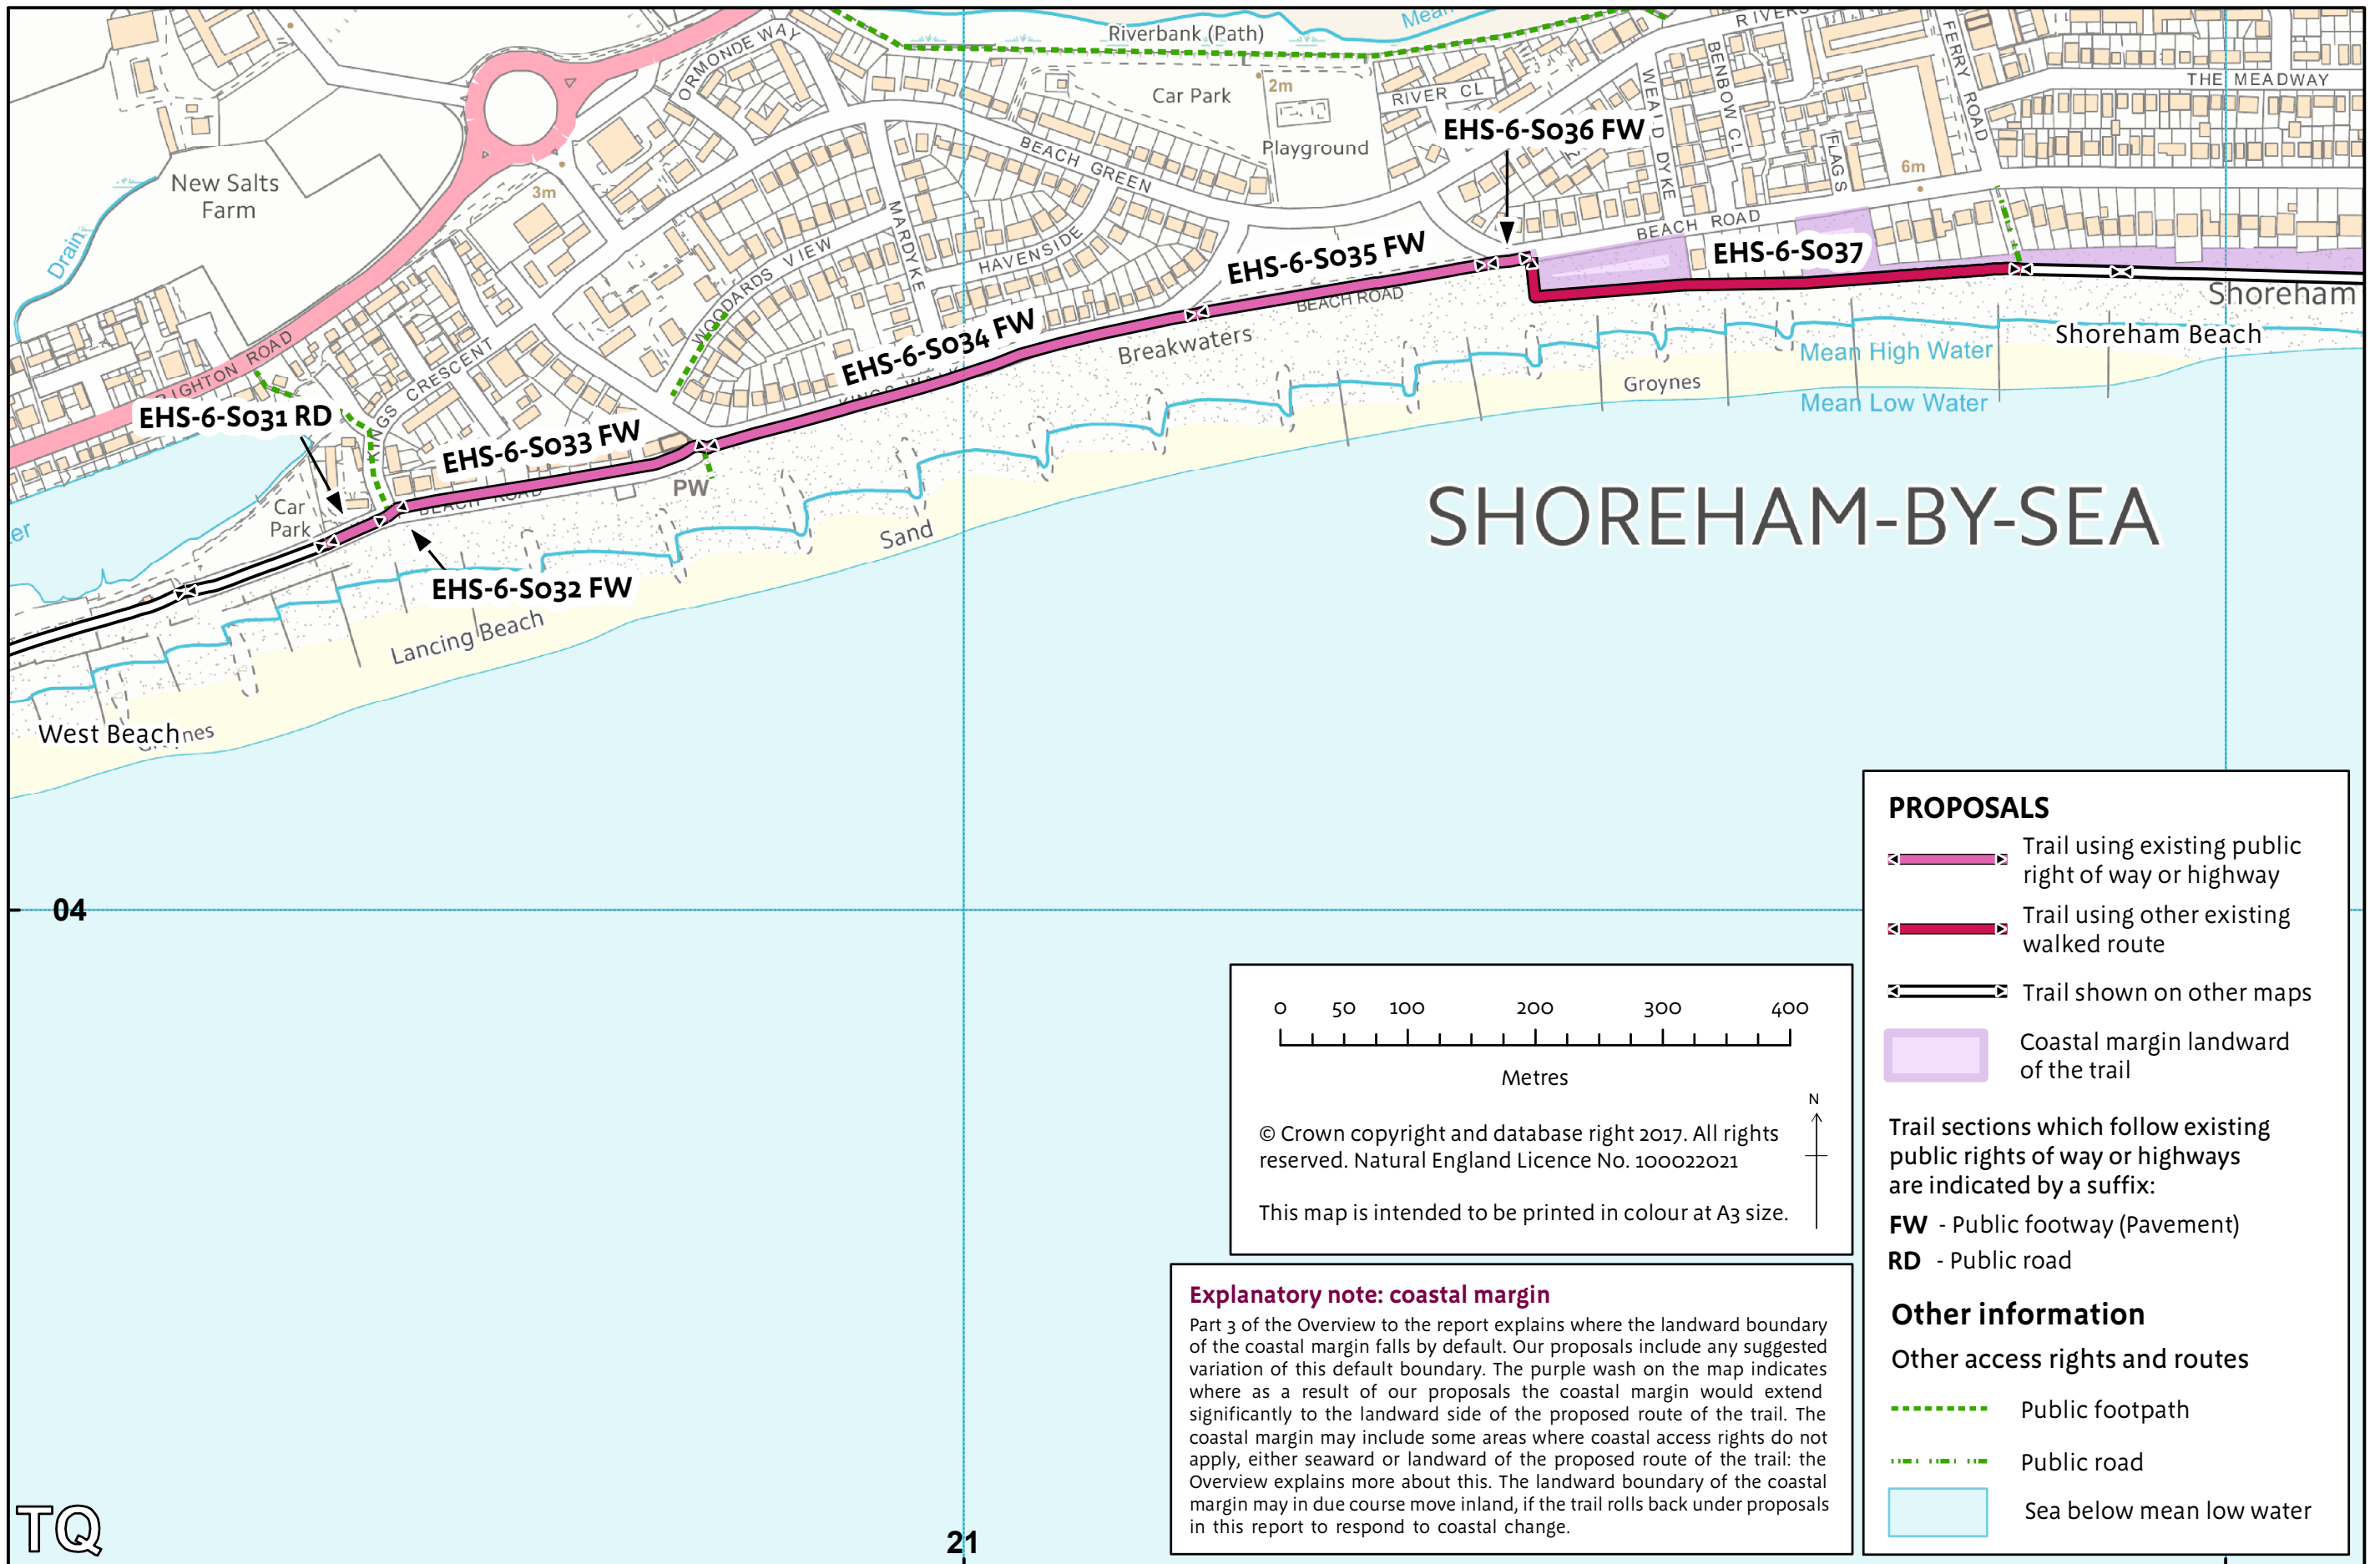 Riverbank (Path)
Mean
RIVERS
ORMONDE WAY
Car Park
2m
RIVER CL
WEALD DYKE
BENBOW CL
FERRY ROAD
THE MEADWAY
EHS-6-S036 FW
Playground
BEACH GREEN
FLAGS
6m
New Salts
Farm
3m
Drain
MARDYKE
WOODARDS VIEW
HAVENSIDE
BEACH ROAD
EHS-6-S035 FW
EHS-6-S037
BEACH ROAD
Shoreham
Shoreham Beach
EHS-6-S034 FW
KINGS WALK
Breakwaters
Mean High Water
Groynes
Mean Low Water
BRIGHTON ROAD
KINGS CRESCENT
EHS-6-S031 RD
EHS-6-S033 FW
PW
BEACH ROAD
Car
Park
er
Sand
SHOREHAM-BY-SEA
EHS-6-S032 FW
Lancing Beach
West Beach
Groynes
04
PROPOSALS
Trail using existing public
right of way or highway
Trail using other existing
walked route
Trail shown on other maps
Coastal margin landward
of the trail
Trail sections which follow existing
public rights of way or highways
are indicated by a suffix:
FW - Public footway (Pavement)
RD - Public road
Other information
Other access rights and routes
Public footpath
Public road
Sea below mean low water
0 50 100 200 300 400
Metres
N
© Crown copyright and database right 2017. All rights
reserved. Natural England Licence No. 100022021
This map is intended to be printed in colour at A3 size.
Explanatory note: coastal margin
Part 3 of the Overview to the report explains where the landward boundary
of the coastal margin falls by default. Our proposals include any suggested
variation of this default boundary. The purple wash on the map indicates
where as a result of our proposals the coastal margin would extend
significantly to the landward side of the proposed route of the trail. The
coastal margin may include some areas where coastal access rights do not
apply, either seaward or landward of the proposed route of the trail: the
Overview explains more about this. The landward boundary of the coastal
margin may in due course move inland, if the trail rolls back under proposals
in this report to respond to coastal change.
TQ
21